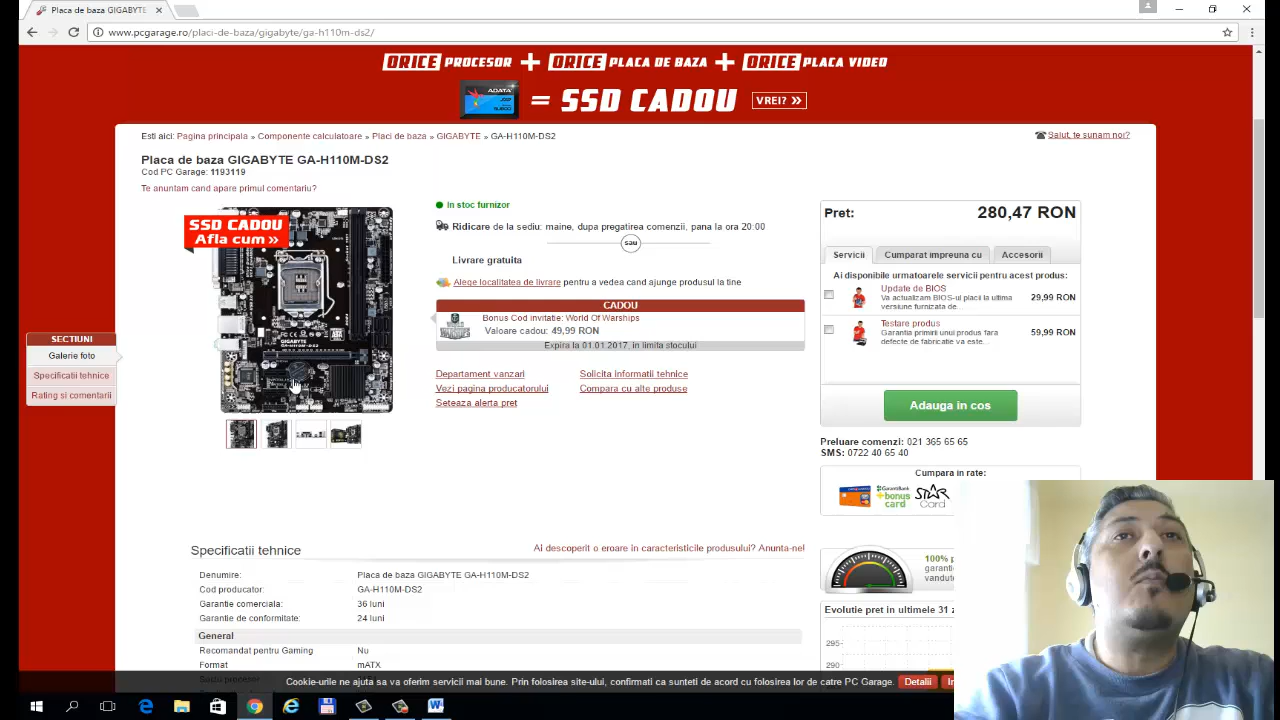 Placa de baza GIGABYTE
www.pcgarage.ro/placi-de-baza/gigabyte/ga-h110m-ds2/
ORICE PROCESOR + ORICE PLACA DE BAZA + ORICE PLACA VIDEO
ADATA = SSD CADOU VREI? »
Esti aici: Pagina principala » Componente calculatoare » Placi de baza » GIGABYTE » GA-H110M-DS2
Salut, te sunam noi?
Placa de baza GIGABYTE GA-H110M-DS2
Cod PC Garage: 1193119
Te anuntam cand apare primul comentariu?
SSD CADOU
Afla cum »
GIGABYTE
In stoc furnizor
Ridicare de la sediu: maine, dupa pregatirea comenzii, pana la ora 20:00
sau
Livrare gratuita
Alege localitatea de livrare pentru a vedea cand ajunge produsul la tine
CADOU
Bonus Cod invitatie: World Of Warships
Valoare cadou: 49,99 RON
Expira la 01.01.2017, in limita stocului
Departament vanzari
Solicita informatii tehnice
Vezi pagina producatorului
Compara cu alte produse
Seteaza alerta pret
Pret: 280,47 RON
Servicii
Cumparat impreuna cu
Accesorii
Ai disponibile urmatoarele servicii pentru acest produs:
Update de BIOS
Va actualizam BIOS-ul placii la ultima
versiune furnizata de...
29,99 RON
Testare produs
Garantia primirii unui produs fara
defecte de fabricatie va este...
59,99 RON
Adauga in cos
Preluare comenzi: 021 365 65 65
SMS: 0722 40 65 40
Cumpara in rate:
GarantiBank
bonus
card
STAR
Card
SECTIUNI
Galerie foto
Specificatii tehnice
Rating si comentarii
Specificatii tehnice
Ai descoperit o eroare in caracteristicile produsului? Anunta-ne!
Denumire: Placa de baza GIGABYTE GA-H110M-DS2
Cod producator: GA-H110M-DS2
Garantie comerciala: 36 luni
Garantie de conformitate: 24 luni
General
Recomandat pentru Gaming Nu
Format mATX
100%
garanti
vandut
Evolutie pret in ultimele 31 z
295
290
Cookie-urile ne ajuta sa va oferim servicii mai bune. Prin folosirea site-ului, confirmati ca sunteti de acord cu folosirea lor de catre PC Garage.
Detalii